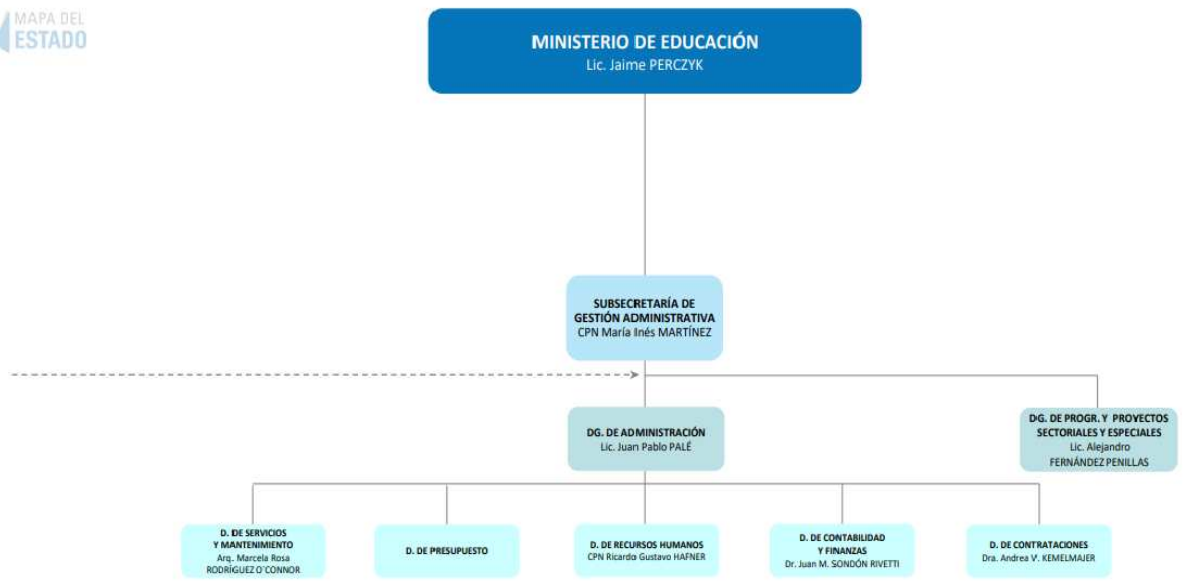 MAPA DEL
ESTADO
MINISTERIO DE EDUCACIÓN
Lic. Jaime PERCZYK
SUBSECRETARÍA DE
GESTIÓN ADMINISTRATIVA
CPN María Inés MARTÍNEZ
DG. DE ADMINISTRACIÓN
Lic. Juan Pablo PALÉ
DG. DE PROGR. Y PROYECTOS
SECTORIALES Y ESPECIALES
Lic. Alejandro
FERNÁNDEZ PENILLAS
D. DE SERVICIOS
Y MANTENIMIENTO
Arq. Marcela Rosa
RODRÍGUEZ O'CONNOR
D. DE PRESUPUESTO
D. DE RECURSOS HUMANOS
CPN Ricardo Gustavo HAFNER
D. DE CONTABILIDAD
Y FINANZAS
Dr. Juan M. SONDÓN RIVETTI
D. DE CONTRATACIONES
Dra. Andrea V. KEMELMAJER